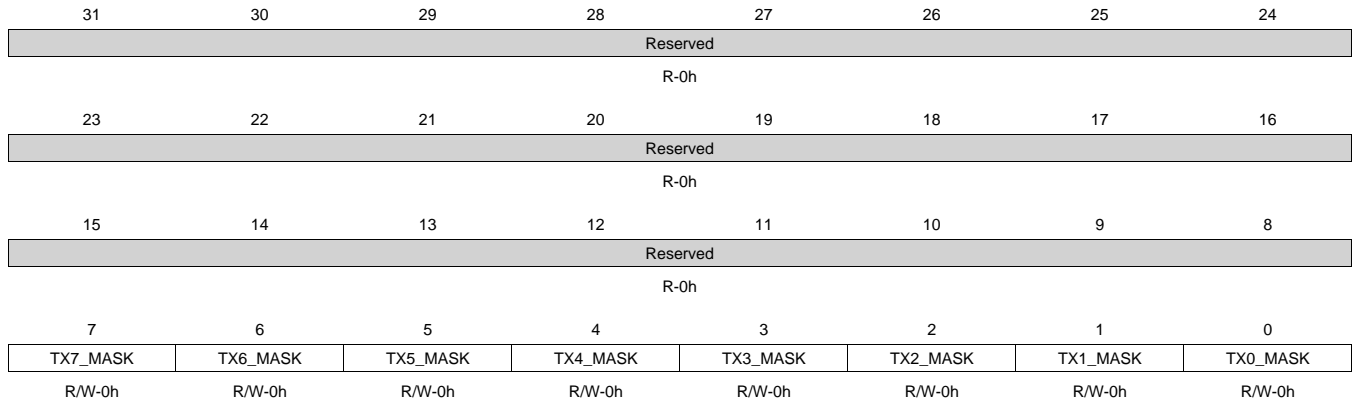 31 30 29 28 27 26 25 24
Reserved
R-0h
23 22 21 20 19 18 17 16
Reserved
R-0h
15 14 13 12 11 10 9 8
Reserved
R-0h
7 6 5 4 3 2 1 0
TX7_MASK TX6_MASK TX5_MASK TX4_MASK TX3_MASK TX2_MASK TX1_MASK TX0_MASK
R/W-0h R/W-0h R/W-0h R/W-0h R/W-0h R/W-0h R/W-0h R/W-0h